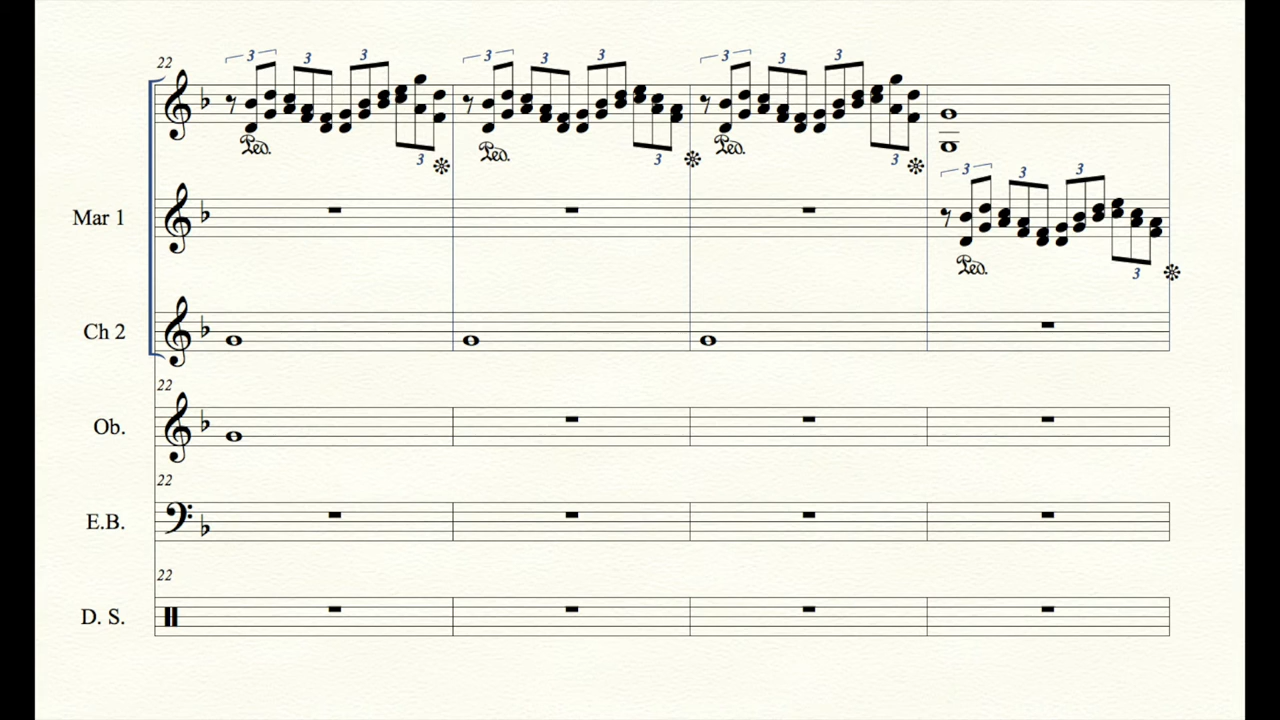 22
3 3 3 3 3 3 3 3 3
Ped. Ped. Ped.
3 3 3
3 3 3
Mar 1
Ped.
3
Ch 2
22
Ob.
22
E.B.
22
D. S.